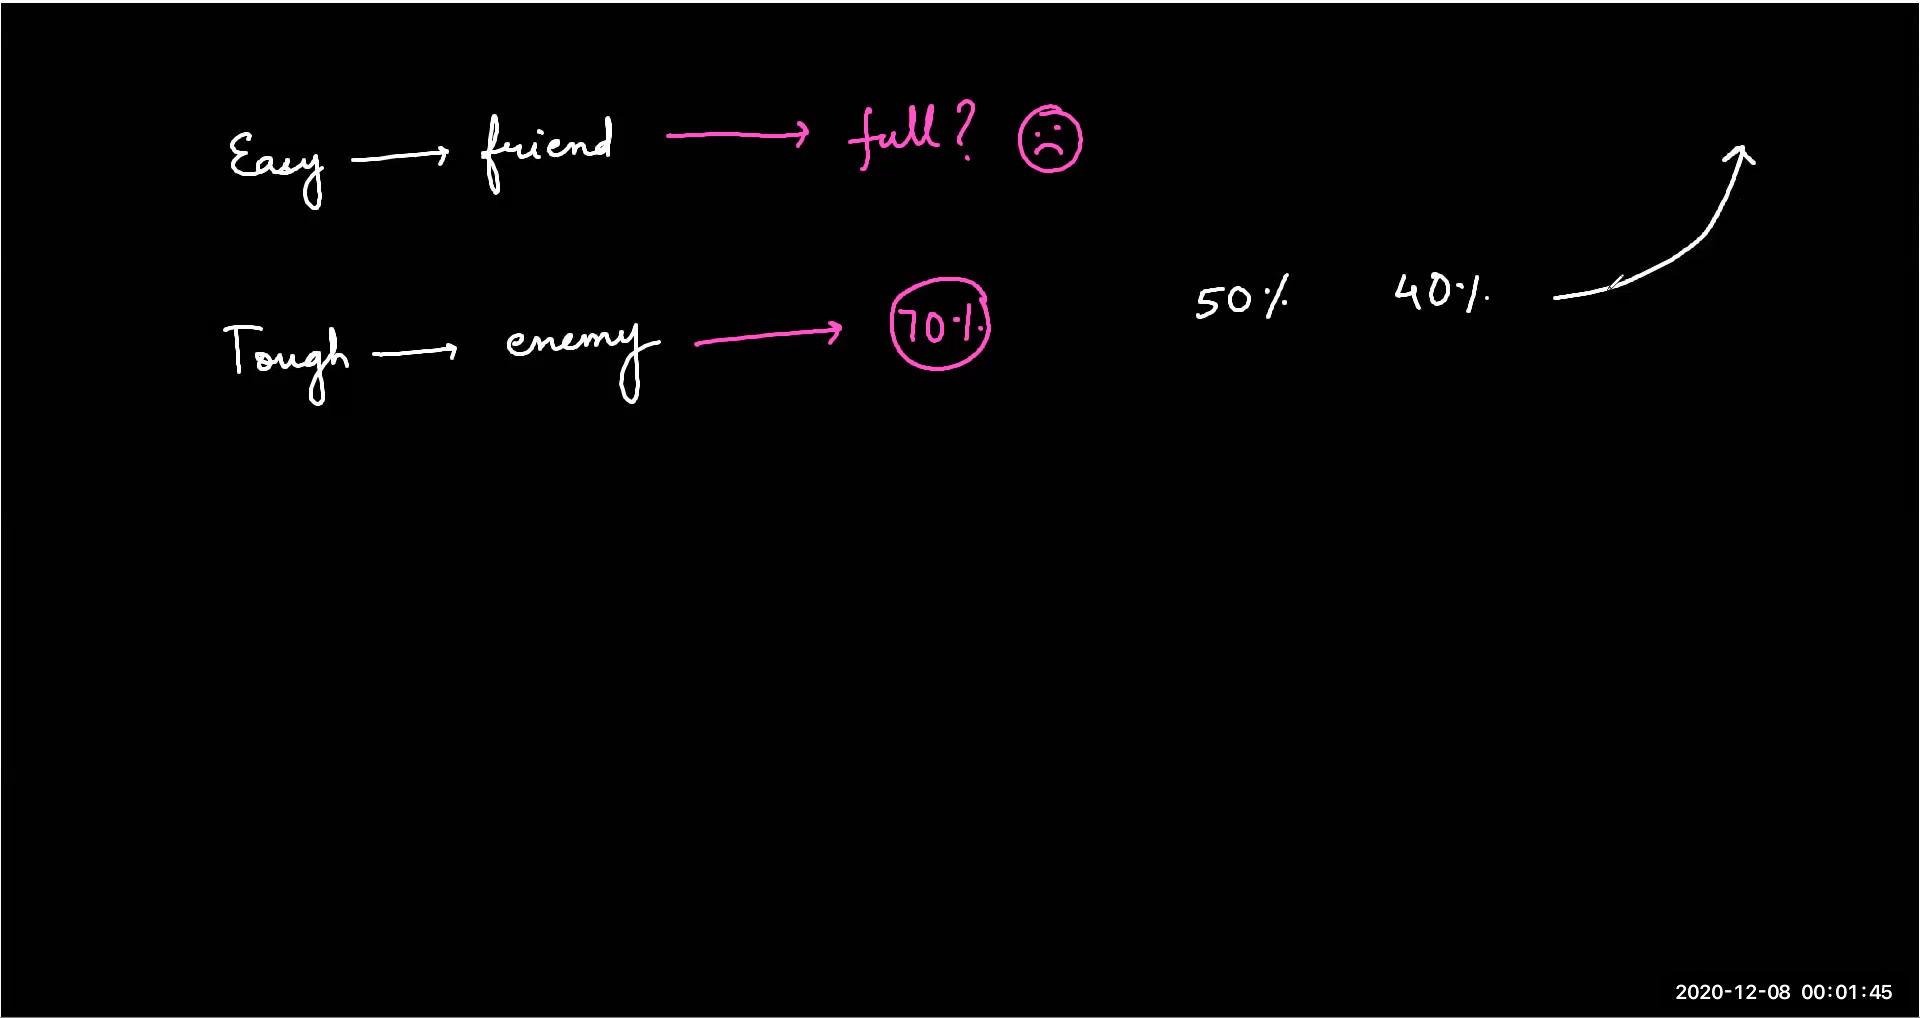 Easy → friend → full?
Tough → enemy → 70% 50% 40%
2020-12-08 00:01:45